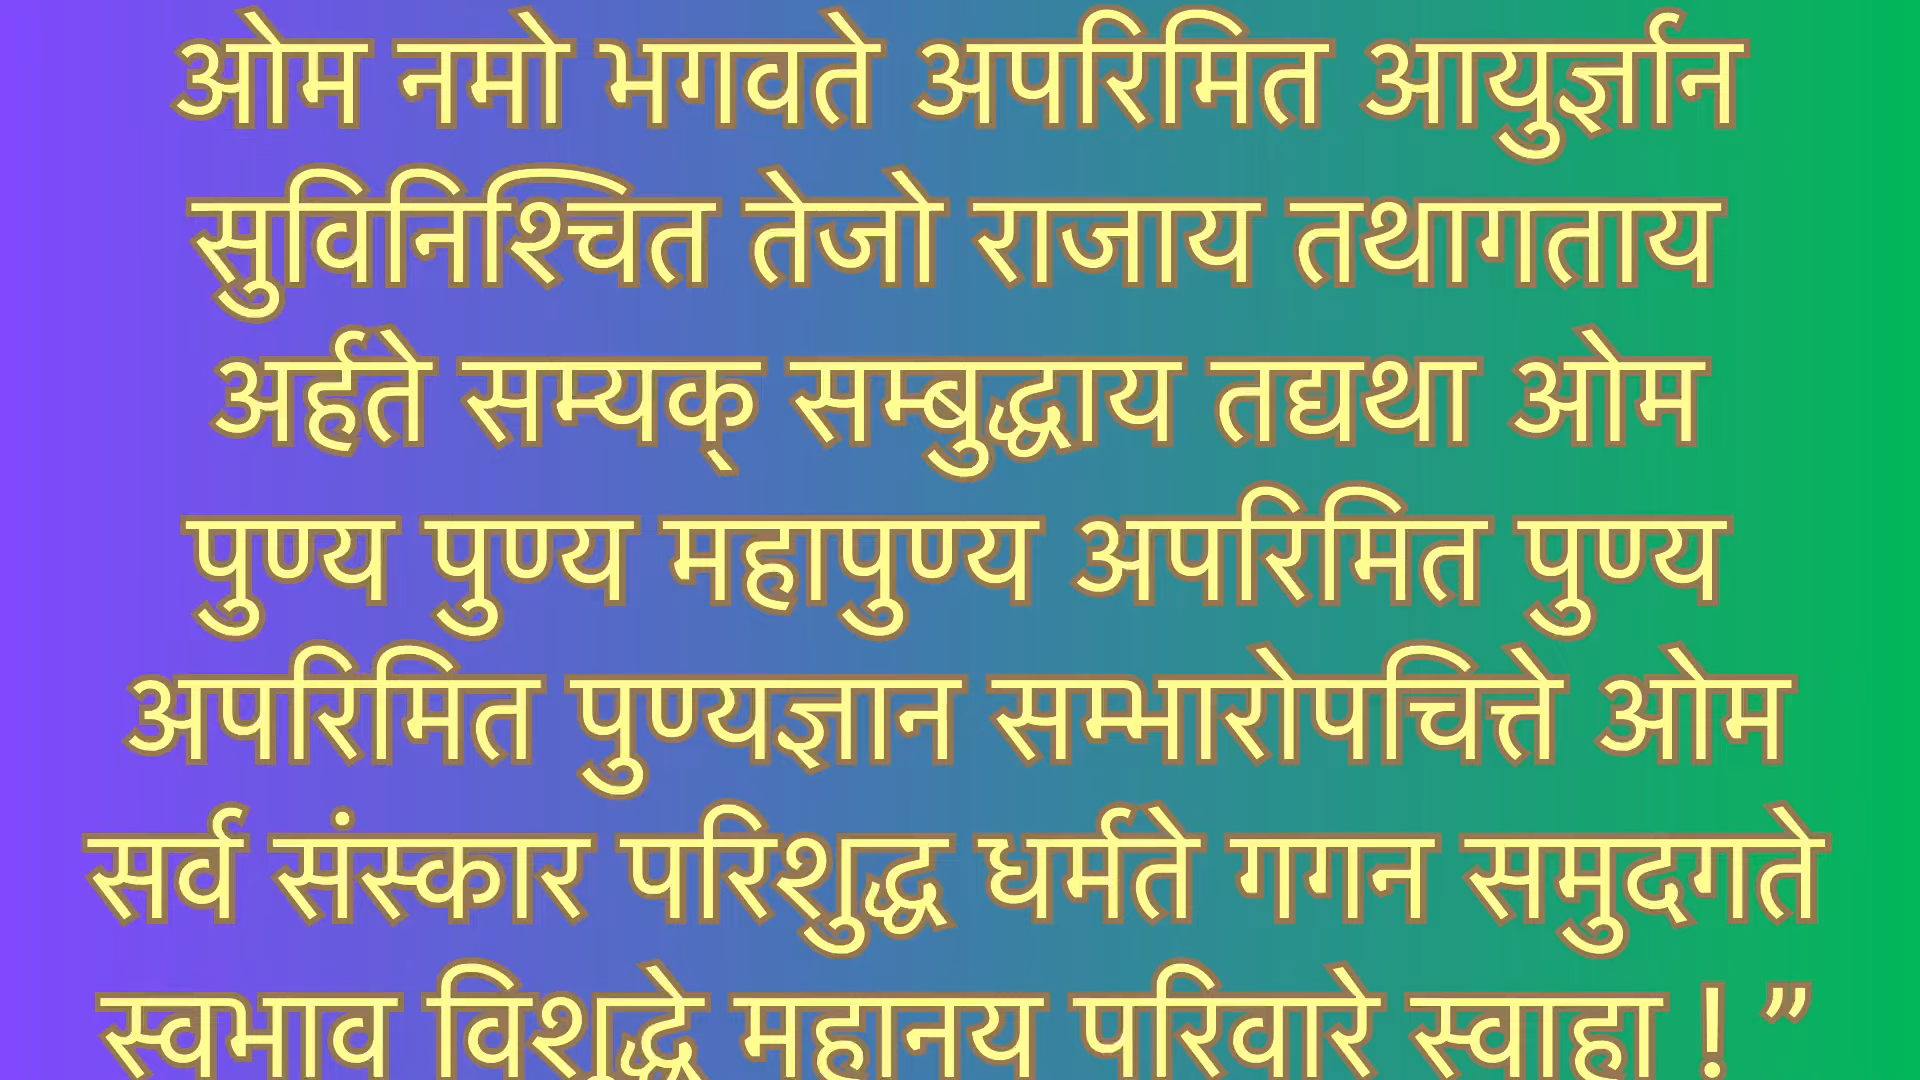 ओम नमो भगवते अपरिमित आयुर्ज्ञान
सुविनिश्चित तेजो राजाय तथागताय
अर्हते सम्यक् सम्बुद्धाय तद्यथा ओम
पुण्य पुण्य महापुण्य अपरिमित पुण्य
अपरिमित पुण्यज्ञान सम्भारोपचित्ते ओम
सर्व संस्कार परिशुद्ध धर्मते गगन समुदगते
स्वभाव विशुद्धे महानय परिवारे स्वाहा ! ”